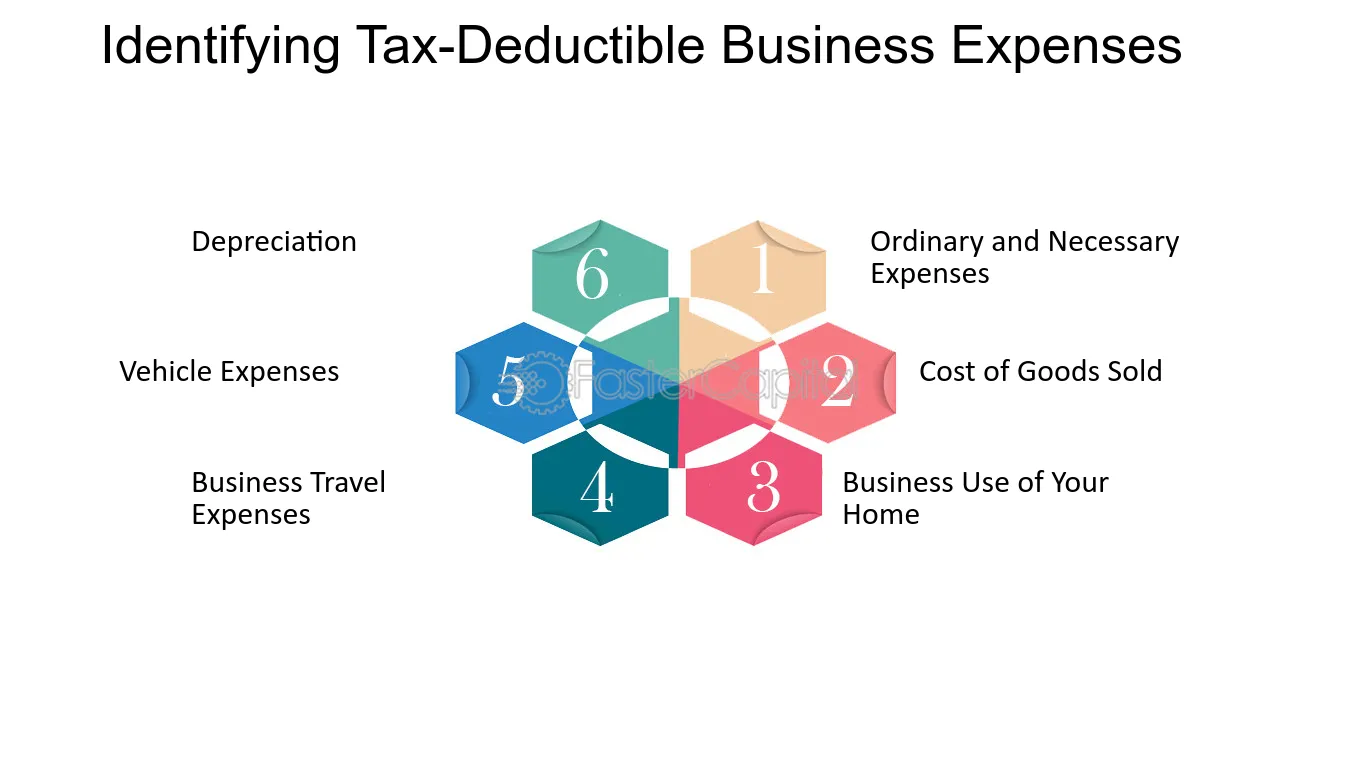 Identifying Tax-Deductible Business Expenses
1
Ordinary and Necessary
Expenses
2
Cost of Goods Sold
3
Business Use of Your
Home
4
Business Travel
Expenses
5
Vehicle Expenses
6
Depreciation
FasterCapital